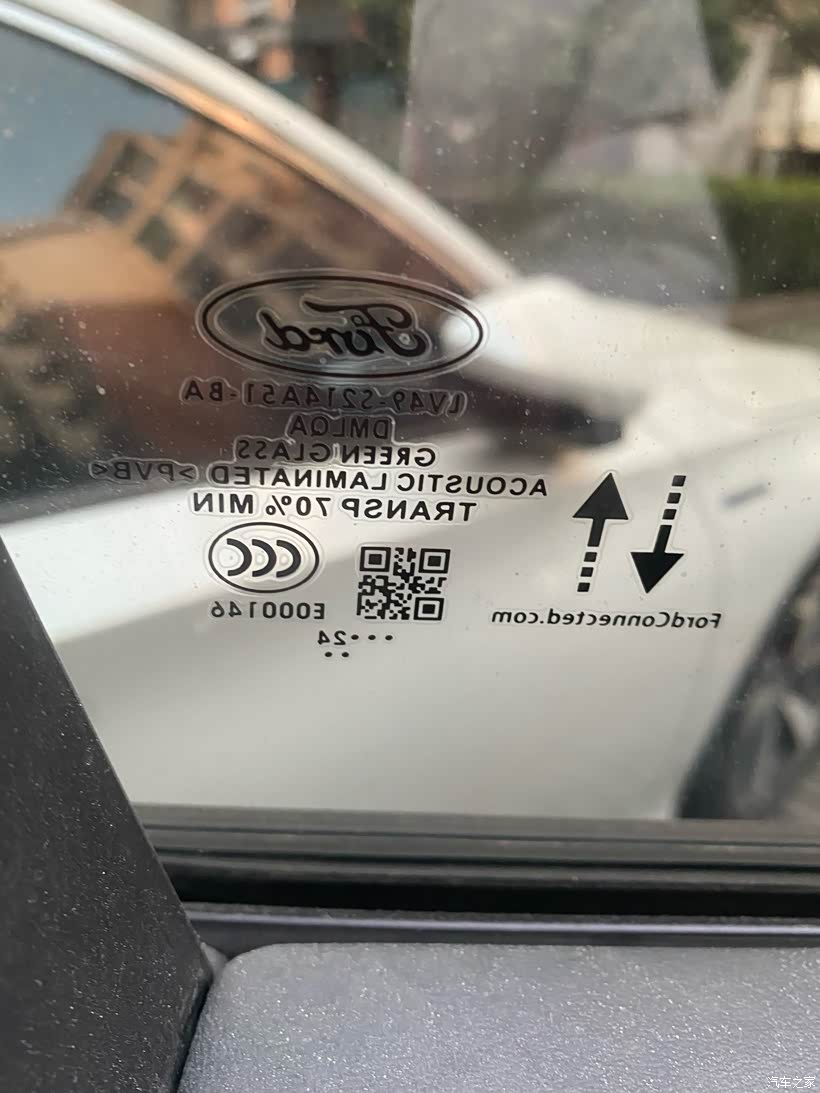 Ford
LV49-S214A51-BA
DMLQA
GREEN GLASS
ACOUSTIC LAMINATED >PVB<
TRANSP 70% MIN
CCC
E000146
FordConnected.com
•••24
••
汽车之家